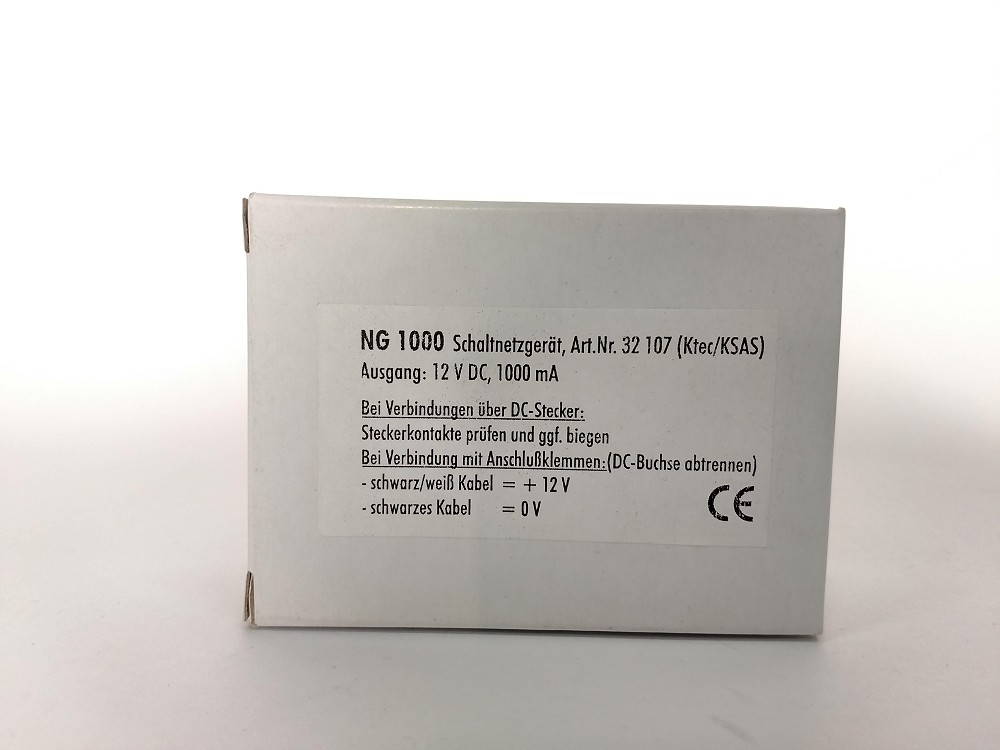 NG 1000 Schaltnetzgerät, Art.Nr. 32 107 (Ktec/KSAS)
Ausgang: 12 V DC, 1000 mA
Bei Verbindungen über DC-Stecker:
Steckerkontakte prüfen und ggf. biegen
Bei Verbindung mit Anschlußklemmen:(DC-Buchse abtrennen)
- schwarz/weiß Kabel = + 12 V
- schwarzes Kabel = 0 V
CE